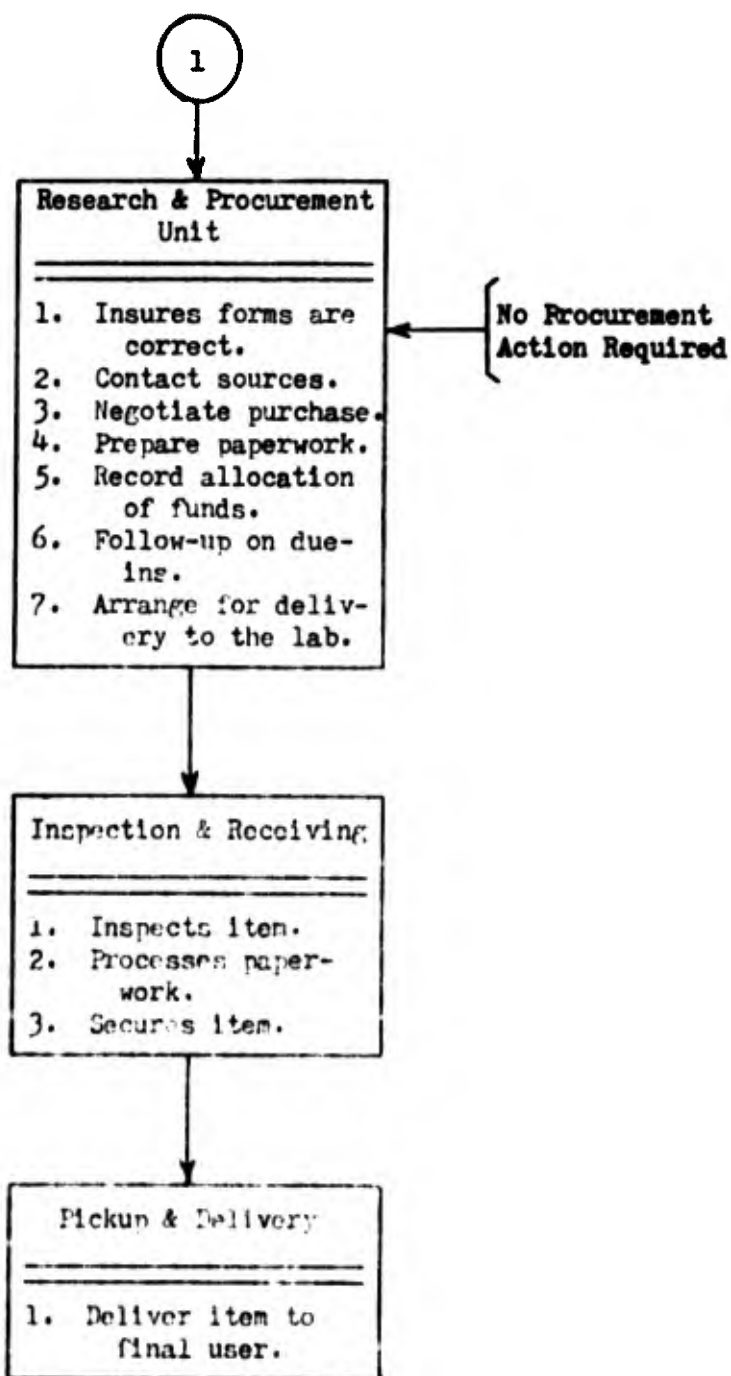 1
Research & Procurement
Unit
1. Insures forms are
correct.
2. Contact sources.
3. Negotiate purchase.
4. Prepare paperwork.
5. Record allocation
of funds.
6. Follow-up on due-
ins.
7. Arrange for deliv-
ery to the lab.
No Procurement
Action Required
Inspection & Receiving
1. Inspects item.
2. Processes paper-
work.
3. Secures item.
Pickup & Delivery
1. Deliver item to
final user.